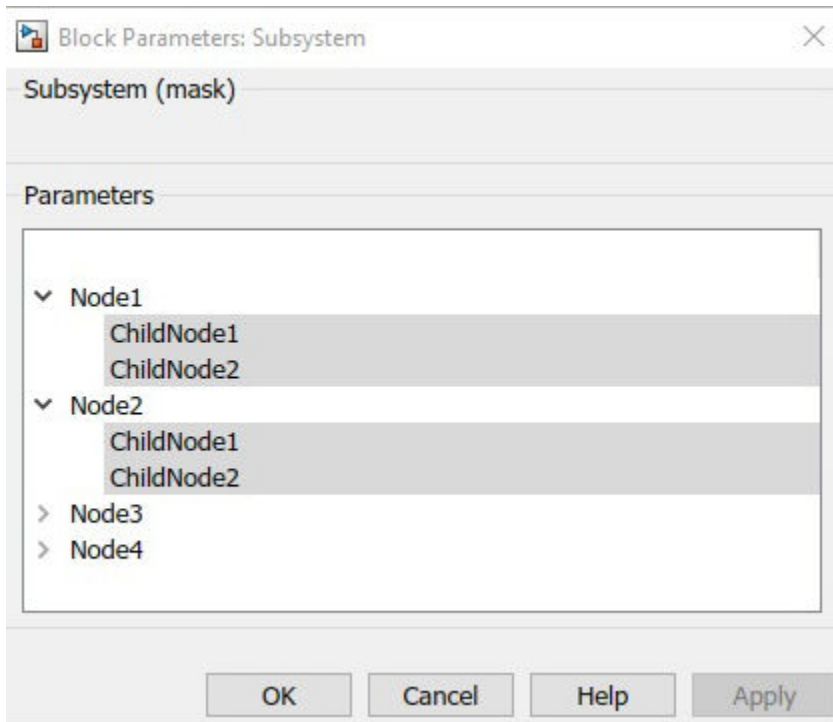 Block Parameters: Subsystem
Subsystem (mask)
Parameters
Node1
ChildNode1
ChildNode2
Node2
ChildNode1
ChildNode2
Node3
Node4
OK Cancel Help Apply